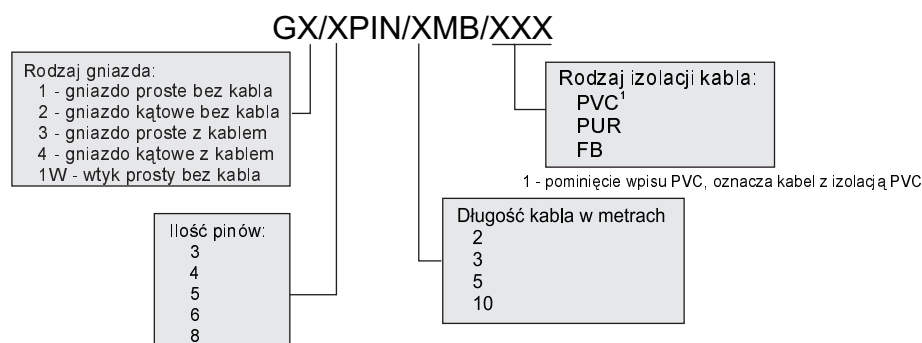 GX/XPIN/XMB/XXX
Rodzaj gniazda:
1 - gniazdo proste bez kabla
2 - gniazdo kątowe bez kabla
3 - gniazdo proste z kablem
4 - gniazdo kątowe z kablem
1W - wtyk prosty bez kabla
Rodzaj izolacji kabla:
PVC¹
PUR
FB
1 - pominięcie wpisu PVC, oznacza kabel z izolacją PVC
Ilość pinów:
3
4
5
6
8
Długość kabla w metrach
2
3
5
10